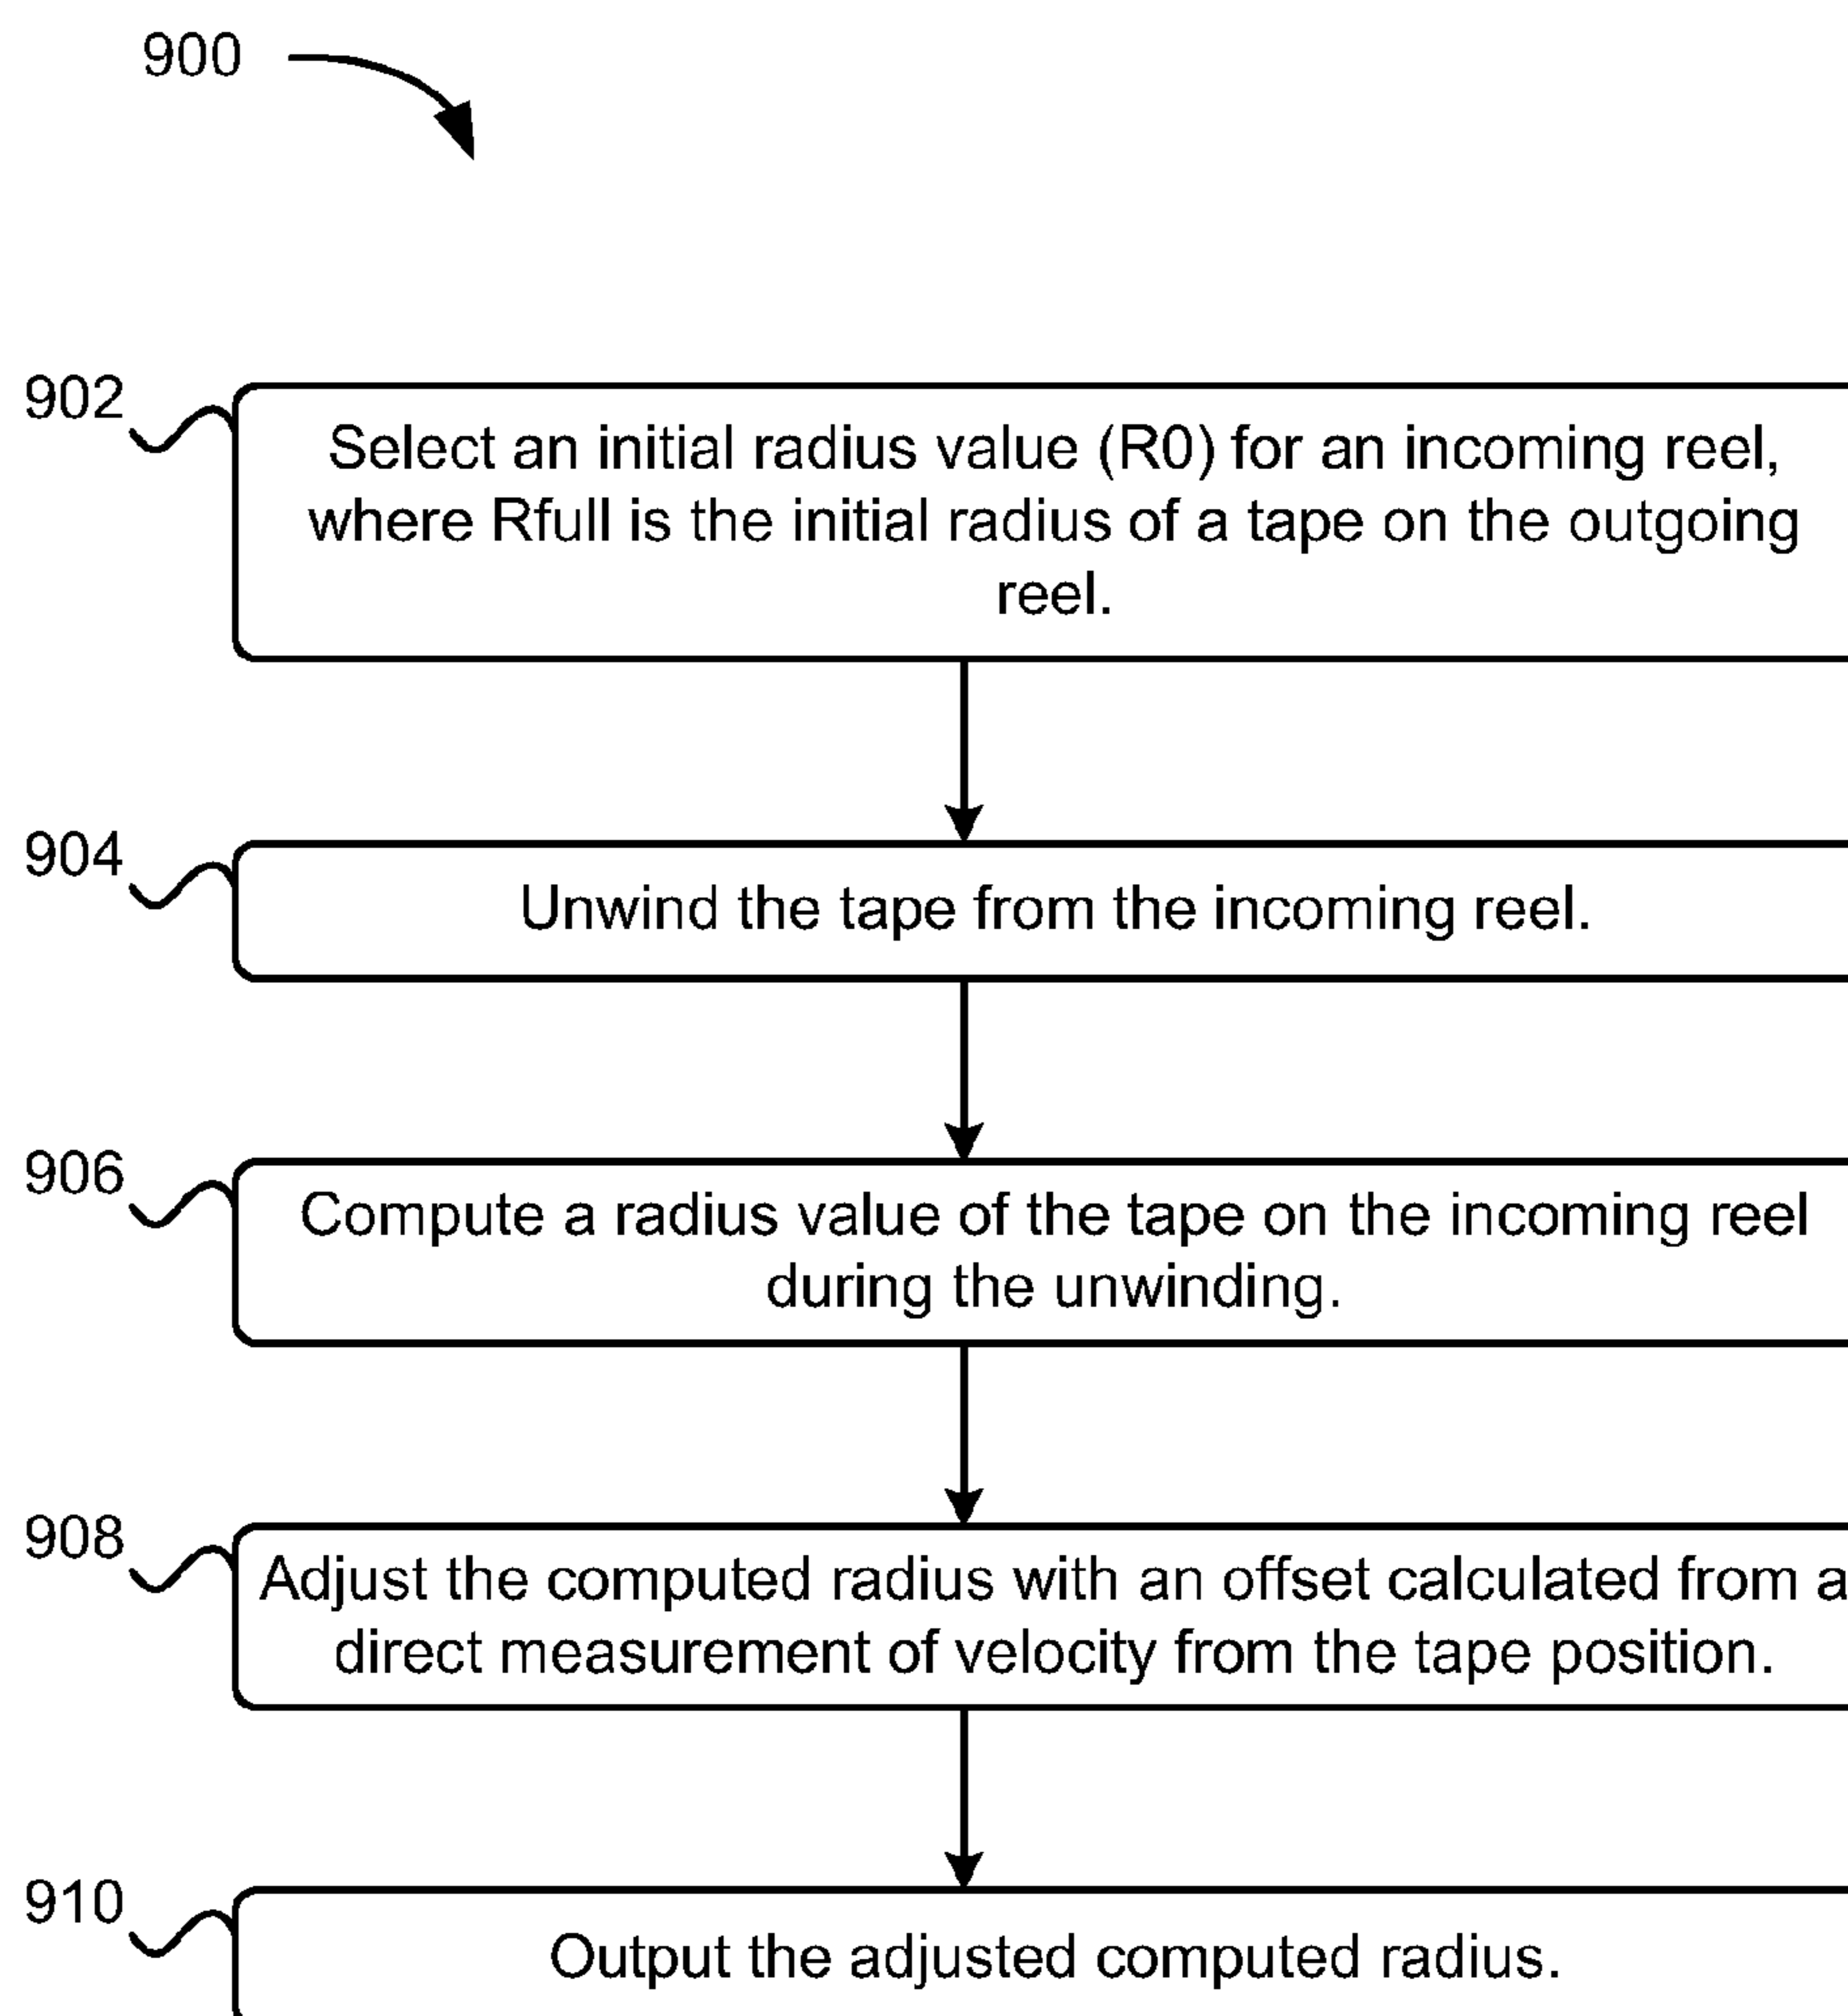 900
902
Select an initial radius value (R0) for an incoming reel,
where Rfull is the initial radius of a tape on the outgoing
reel.
904
Unwind the tape from the incoming reel.
906
Compute a radius value of the tape on the incoming reel
during the unwinding.
908
Adjust the computed radius with an offset calculated from a
direct measurement of velocity from the tape position.
910
Output the adjusted computed radius.